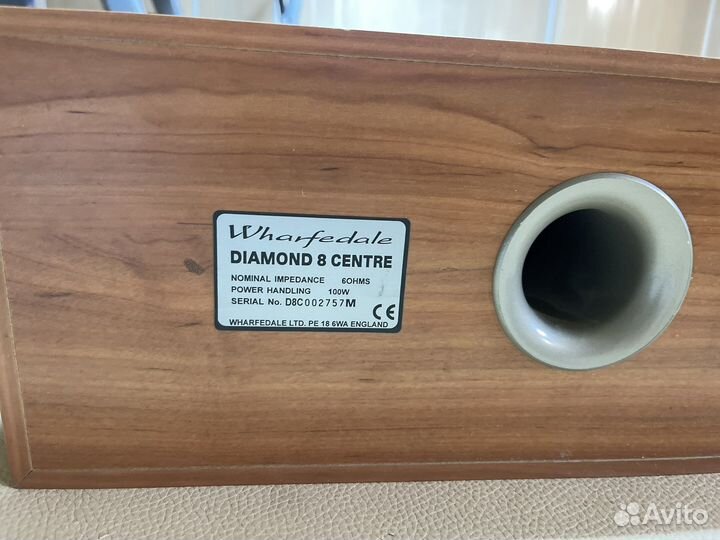 Wharfedale
DIAMOND 8 CENTRE
NOMINAL IMPEDANCE 6OHMS
POWER HANDLING 100W
SERIAL No. D8C002757M
CE
WHARFEDALE LTD. PE 18 6WA ENGLAND
Avito